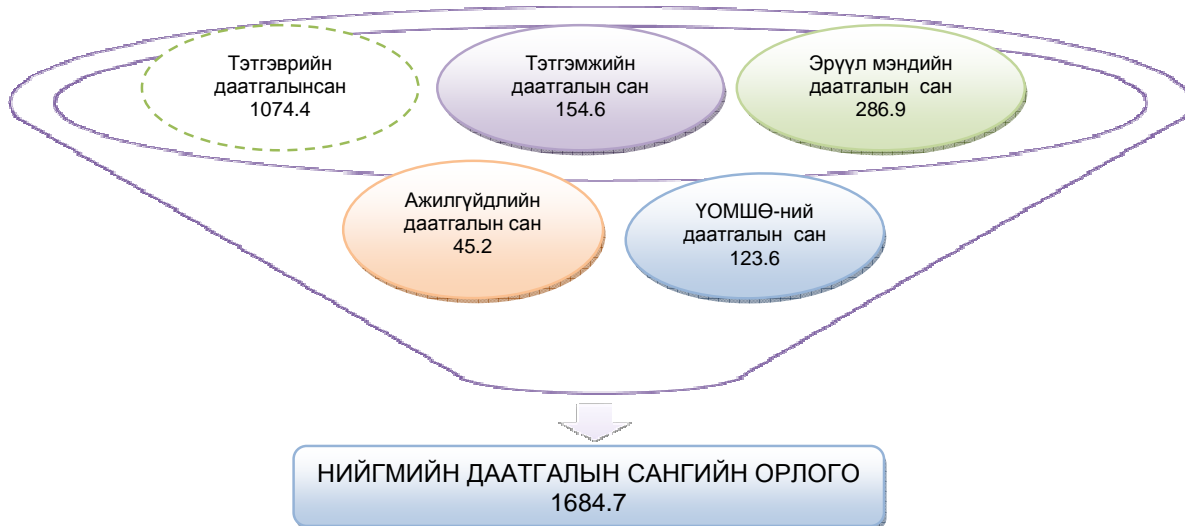 Тэтгэврийн
даатгалынсан
1074.4
Тэтгэмжийн
даатгалын сан
154.6
Эрүүл мэндийн
даатгалын сан
286.9
Ажилгүйдлийн
даатгалын сан
45.2
ҮОМШӨ-ний
даатгалын сан
123.6
НИЙГМИЙН ДААТГАЛЫН САНГИЙН ОРЛОГО
1684.7